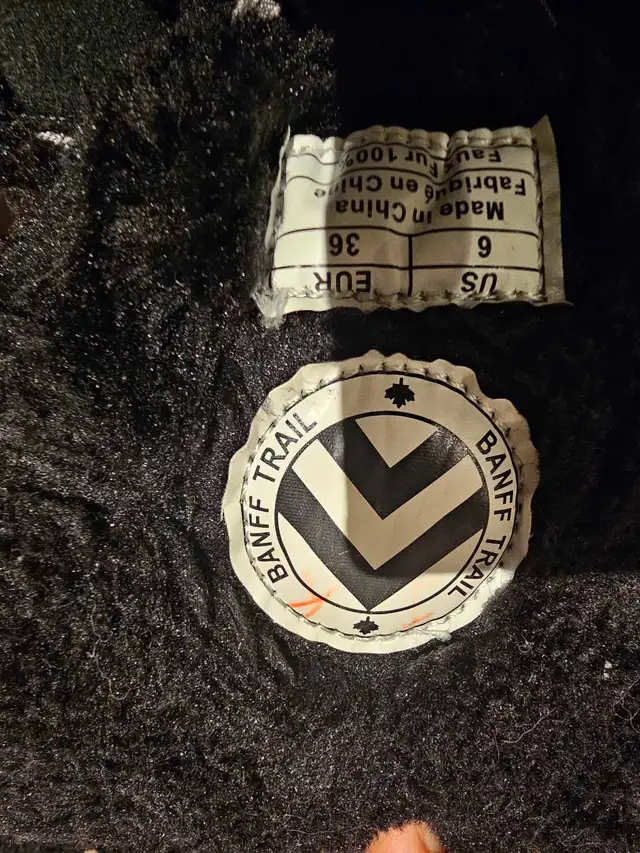 US EUR
6 36
Made in China
Fabriqué en Chine
Faux Fur 100%
BANFF TRAIL
BANFF TRAIL